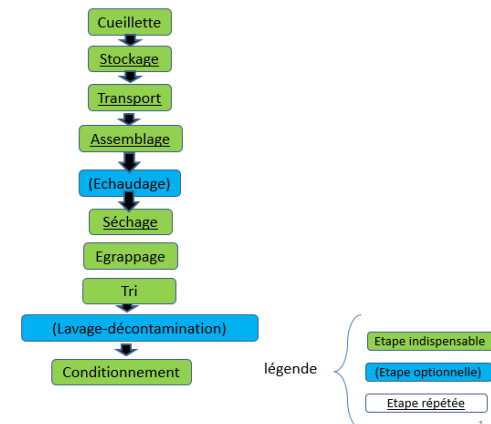 Cueillette
Stockage
Transport
Assemblage
(Echaudage)
Séchage
Egrappage
Tri
(Lavage-décontamination)
Conditionnement
légende
Etape indispensable
(Etape optionnelle)
Etape répétée